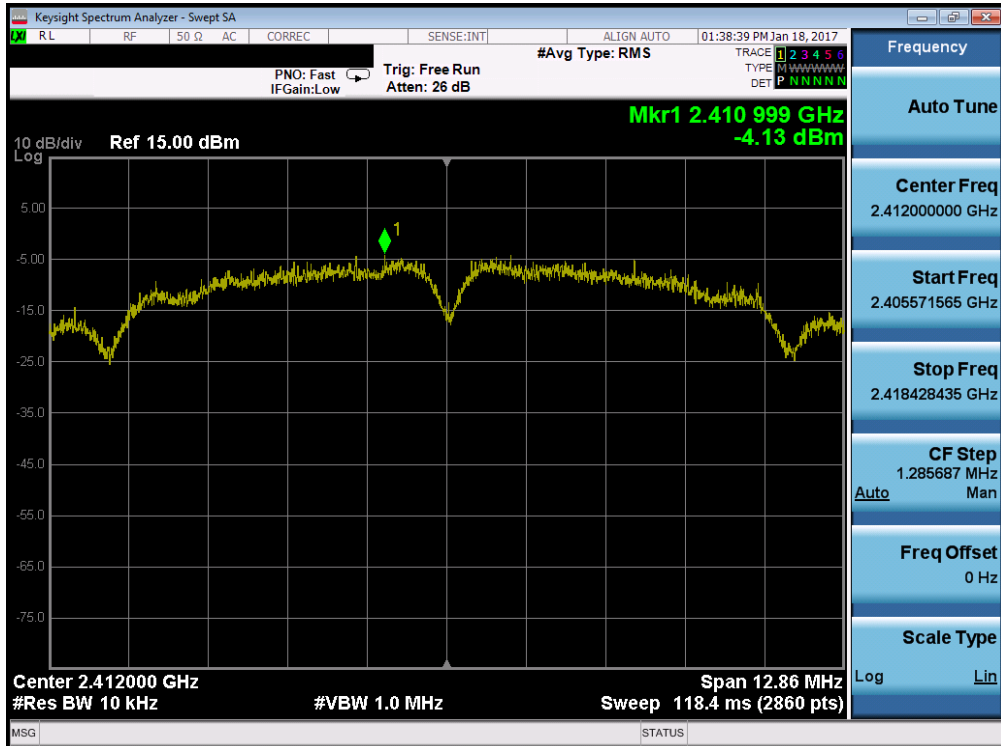 Keysight Spectrum Analyzer - Swept SA
LXI RL RF 50 Ω AC CORREC SENSE:INT ALIGN AUTO 01:38:39 PM Jan 18, 2017
#Avg Type: RMS
TRACE 1 2 3 4 5 6
TYPE M WWWWW
DET P N N N N N
PNO: Fast
IFGain:Low
Trig: Free Run
Atten: 26 dB
Mkr1 2.410 999 GHz
-4.13 dBm
10 dB/div Ref 15.00 dBm
Log
5.00
-5.00
-15.0
-25.0
-35.0
-45.0
-55.0
-65.0
-75.0
1
Center 2.412000 GHz Span 12.86 MHz
#Res BW 10 kHz #VBW 1.0 MHz Sweep 118.4 ms (2860 pts)
MSG STATUS
Frequency
Auto Tune
Center Freq
2.412000000 GHz
Start Freq
2.405571565 GHz
Stop Freq
2.418428435 GHz
CF Step
1.285687 MHz
Auto Man
Freq Offset
0 Hz
Scale Type
Log Lin